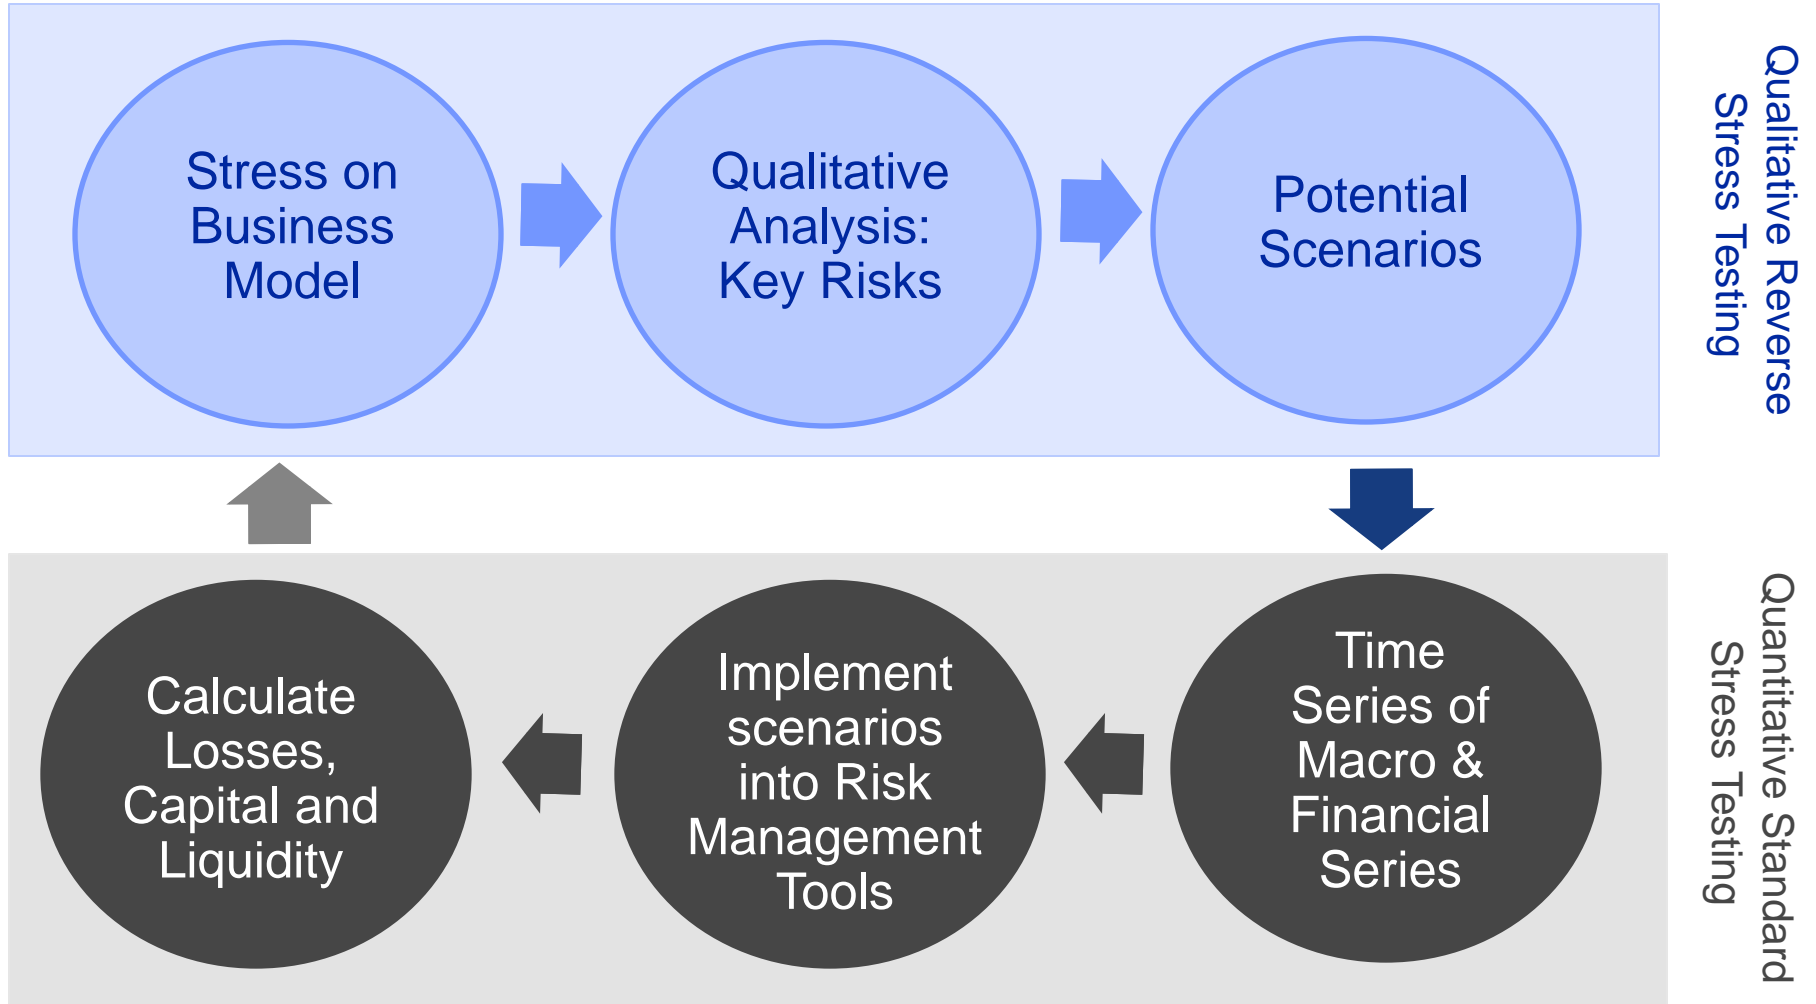 Stress on
Business
Model
Qualitative
Analysis:
Key Risks
Potential
Scenarios
Qualitative Reverse
Stress Testing
Calculate
Losses,
Capital and
Liquidity
Implement
scenarios
into Risk
Management
Tools
Time
Series of
Macro &
Financial
Series
Quantitative Standard
Stress Testing